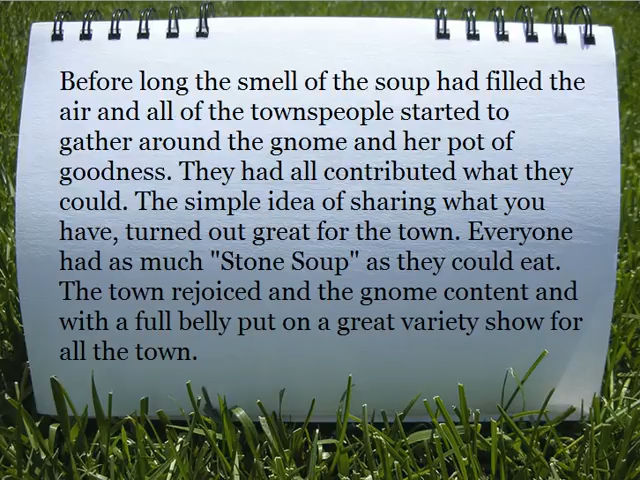 Before long the smell of the soup had filled the
air and all of the townspeople started to
gather around the gnome and her pot of
goodness. They had all contributed what they
could. The simple idea of sharing what you
have, turned out great for the town. Everyone
had as much "Stone Soup" as they could eat.
The town rejoiced and the gnome content and
with a full belly put on a great variety show for
all the town.